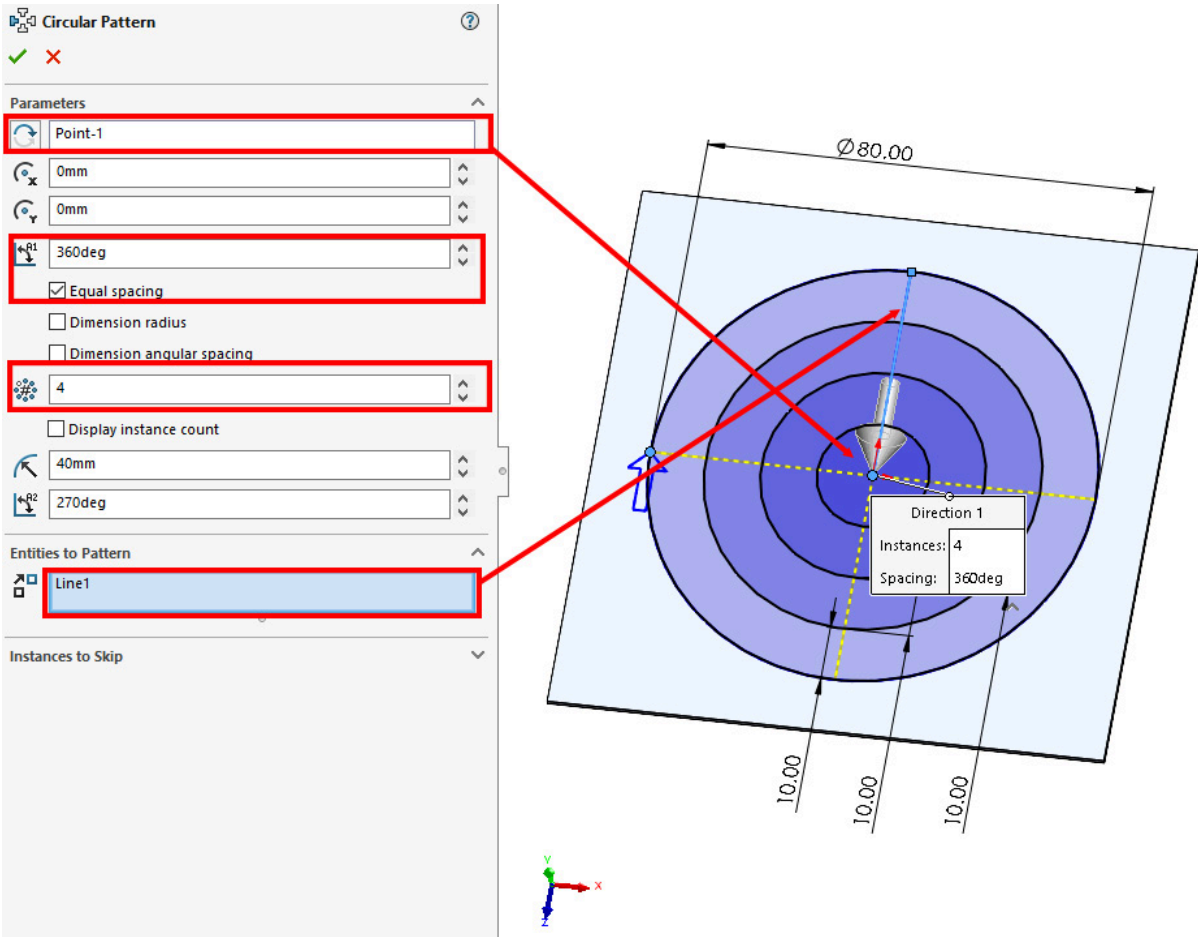 Circular Pattern
Parameters
Point-1
X
0mm
Y
0mm
A1
360deg
Equal spacing
Dimension radius
Dimension angular spacing
#
4
Display instance count
40mm
A2
270deg
Entities to Pattern
Line1
Instances to Skip
Ø80.00
Direction 1
Instances: 4
Spacing: 360deg
10.00
10.00
10.00
Y
X
Z